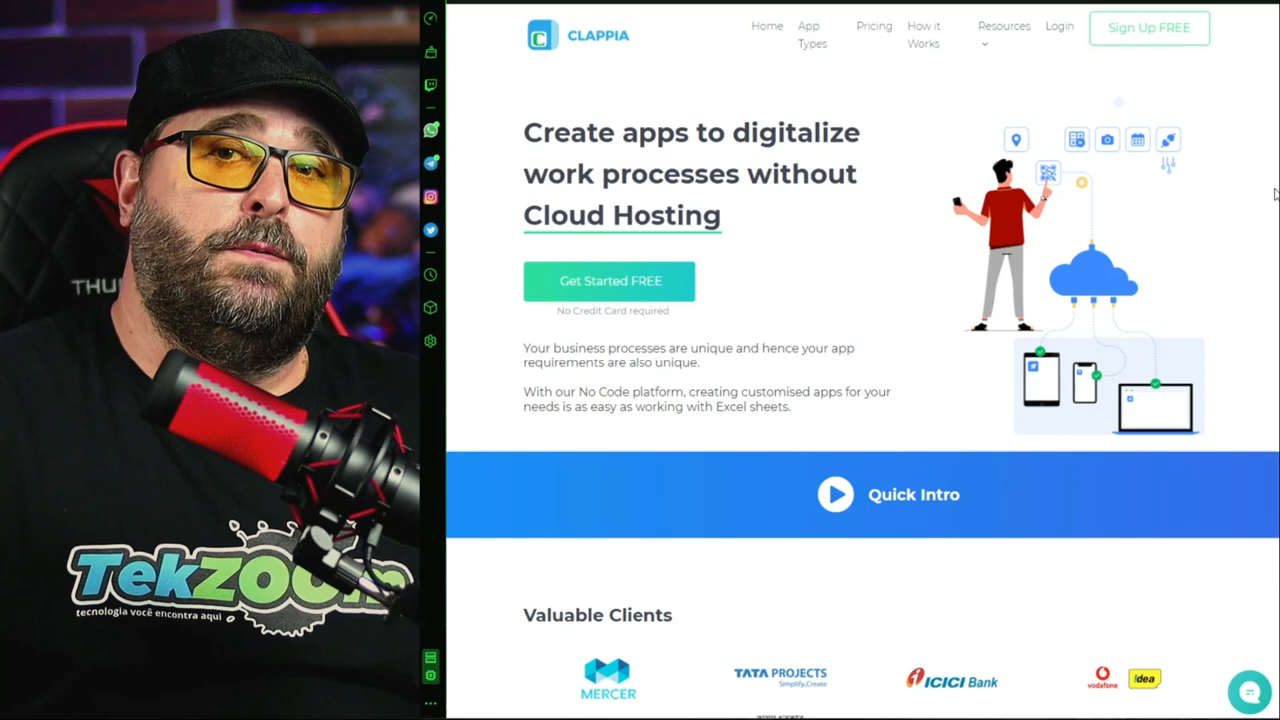 THU
Tekzoom
tecnologia você encontra aqui
C
CLAPPIA
Home
App
Types
Pricing
How it
Works
Resources
Login
Sign Up FREE
Create apps to digitalize
work processes without
Cloud Hosting
Get Started FREE
No Credit Card required
Your business processes are unique and hence your app
requirements are also unique.
With our No Code platform, creating customised apps for your
needs is as easy as working with Excel sheets.
Quick Intro
Valuable Clients
MERCER
TATA PROJECTS
Simplify.Create
ICICI Bank
vodafone
!dea